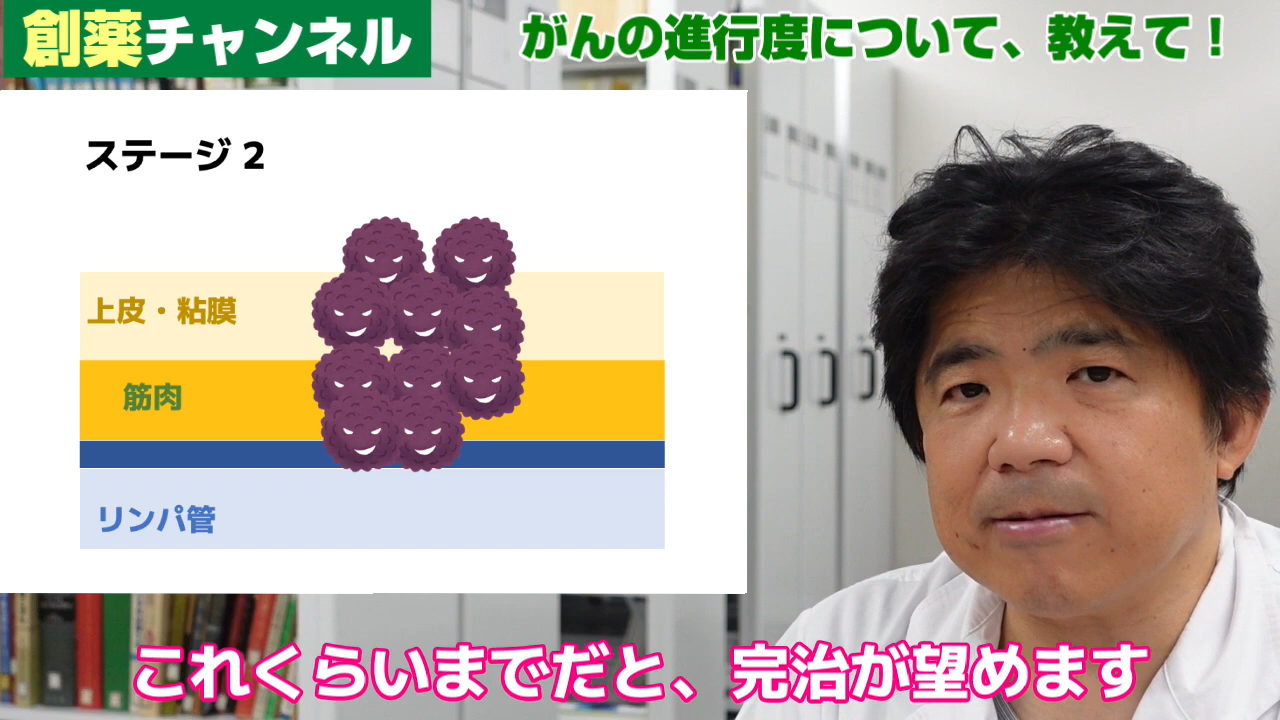 創薬チャンネル
がんの進行度について、教えて！
ステージ 2
上皮・粘膜
筋肉
リンパ管
これくらいまでだと、完治が望めます